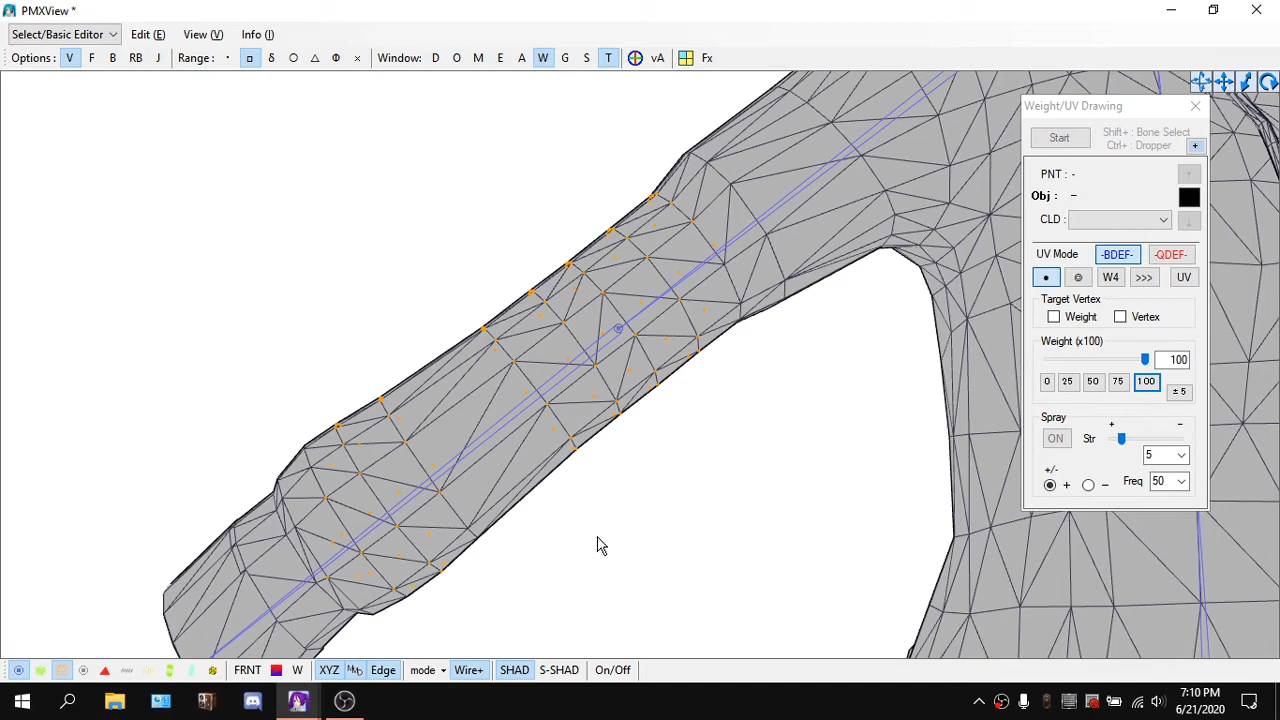 PMXView *
Select/Basic Editor Edit (E) View (V) Info (I)
Options: V F B RB J Range: Window: D O M E A W G S T vA Fx
Weight/UV Drawing
Start Shift+ : Bone Select
Ctrl+ : Dropper +
PNT : -
Obj : -
CLD :
UV Mode -BDEF- -QDEF-
W4 >>> UV
Target Vertex
Weight Vertex
Weight (x100)
100
0 25 50 75 100 ± 5
Spray
+ -
ON Str
5
+/-
+ - Freq 50
FRNT W XYZ Edge mode Wire+ SHAD S-SHAD On/Off
7:10 PM
6/21/2020